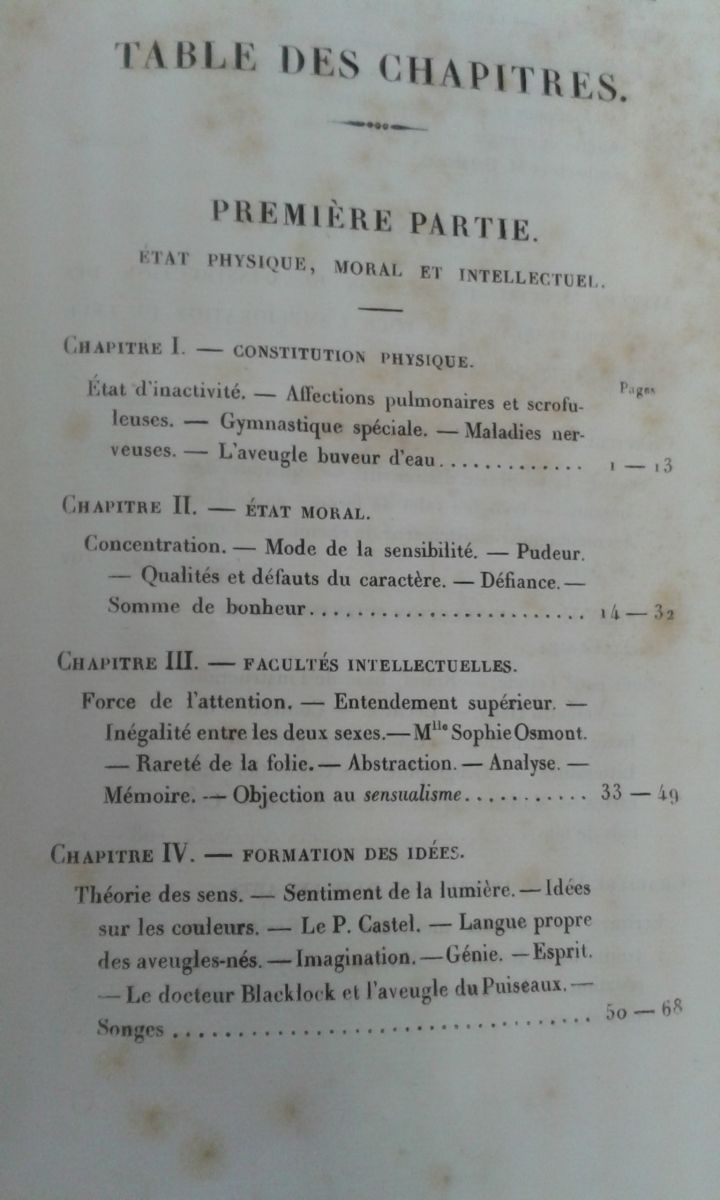 TABLE DES CHAPITRES.
PREMIÈRE PARTIE.
ÉTAT PHYSIQUE, MORAL ET INTELLECTUEL.
CHAPITRE I. — CONSTITUTION PHYSIQUE.
Pages
État d'inactivité. — Affections pulmonaires et scrofu-
leuses. — Gymnastique spéciale. — Maladies ner-
veuses. — L'aveugle buveur d'eau............. 1 — 13
CHAPITRE II. — ÉTAT MORAL.
Concentration. — Mode de la sensibilité. — Pudeur.
— Qualités et défauts du caractère. — Défiance. —
Somme de bonheur........................ 14 — 32
CHAPITRE III. — FACULTÉS INTELLECTUELLES.
Force de l'attention. — Entendement supérieur. —
Inégalité entre les deux sexes. — Mlle Sophie Osmont.
— Rareté de la folie. — Abstraction. — Analyse. —
Mémoire. — Objection au sensualisme........... 33 — 49
CHAPITRE IV. — FORMATION DES IDÉES.
Théorie des sens. — Sentiment de la lumière. — Idées
sur les couleurs. — Le P. Castel. — Langue propre
des aveugles-nés. — Imagination. — Génie. — Esprit.
— Le docteur Blacklock et l'aveugle du Puiseaux. —
Songes .................................... 50 — 68